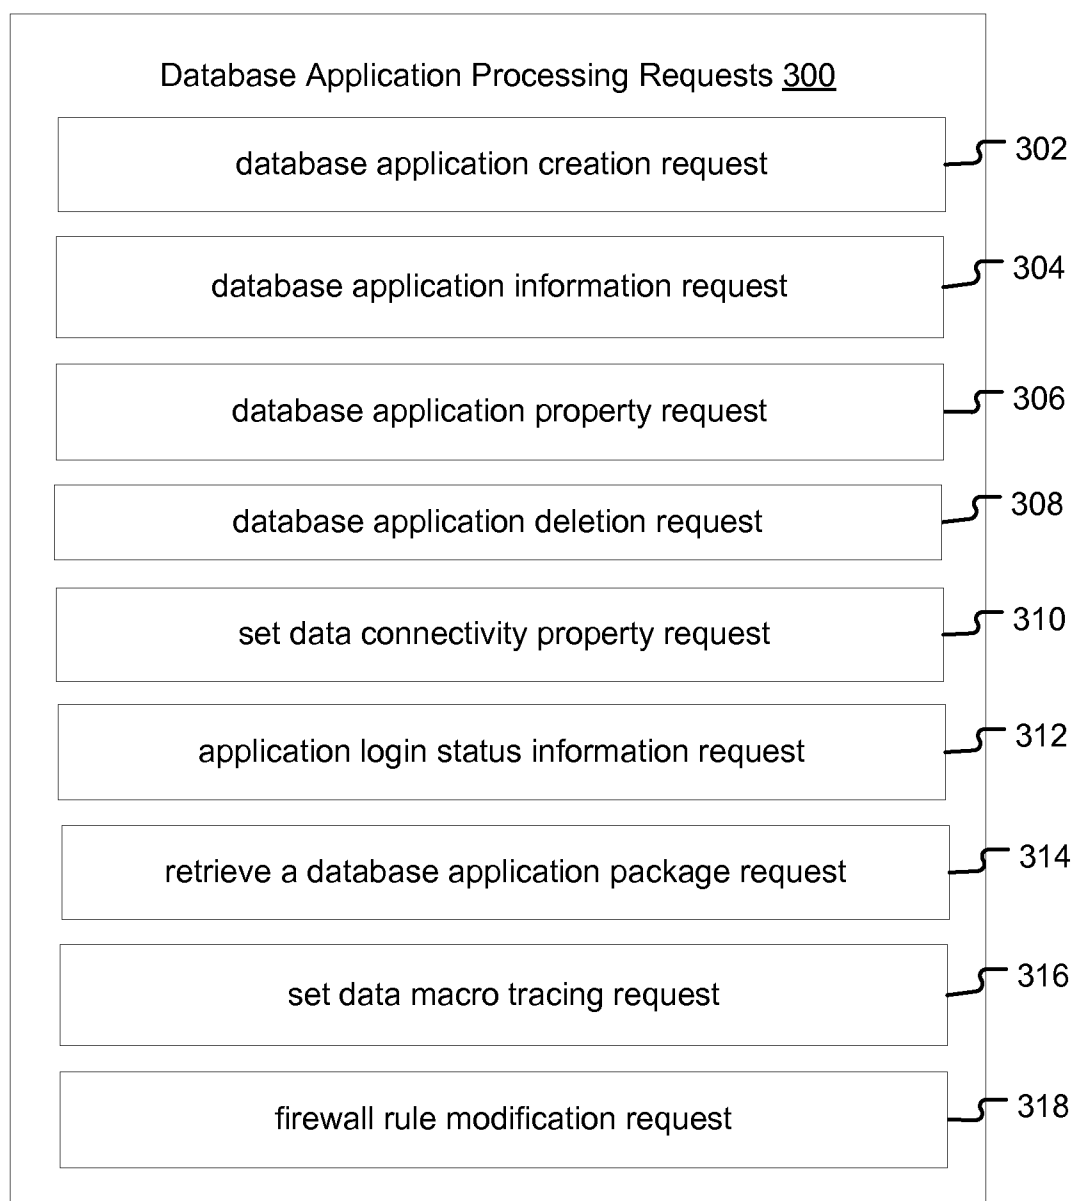 Database Application Processing Requests 300
database application creation request
302
database application information request
304
database application property request
306
database application deletion request
308
set data connectivity property request
310
application login status information request
312
retrieve a database application package request
314
set data macro tracing request
316
firewall rule modification request
318